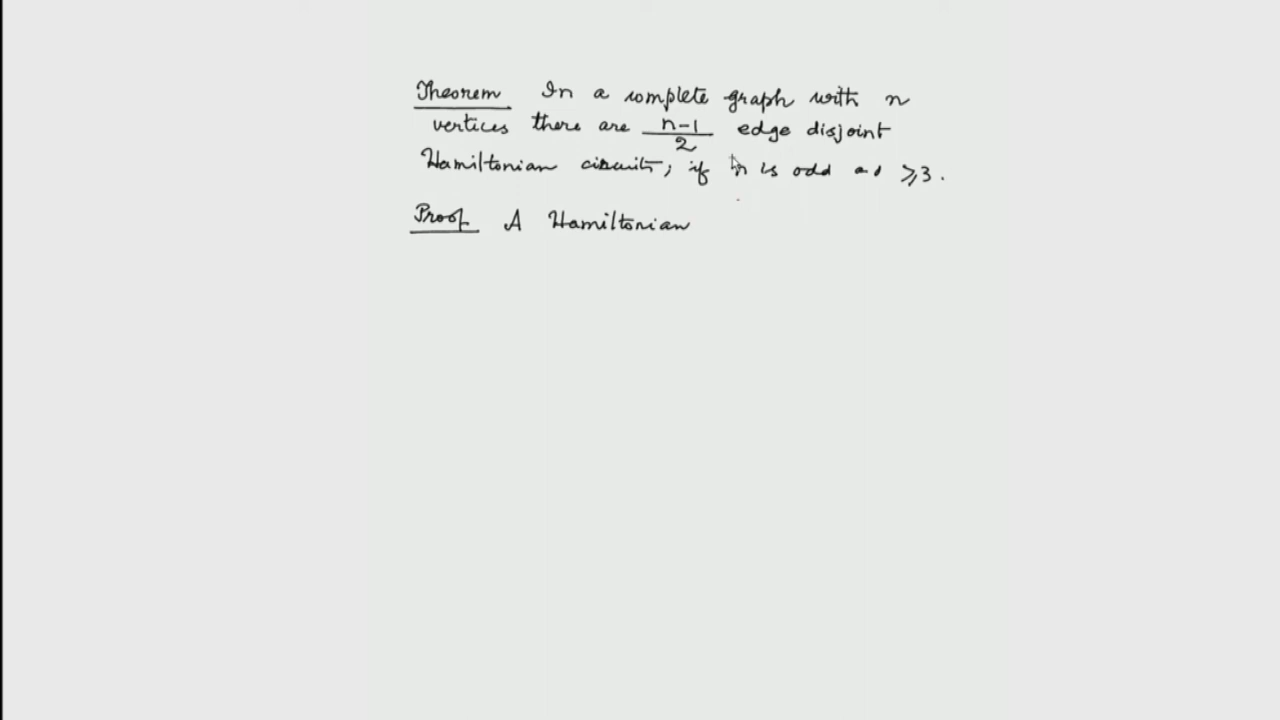 Theorem In a complete graph with n
vertices there are n-1/2 edge disjoint
Hamiltonian circuits, if n is odd ≥3.
Proof A Hamiltonian